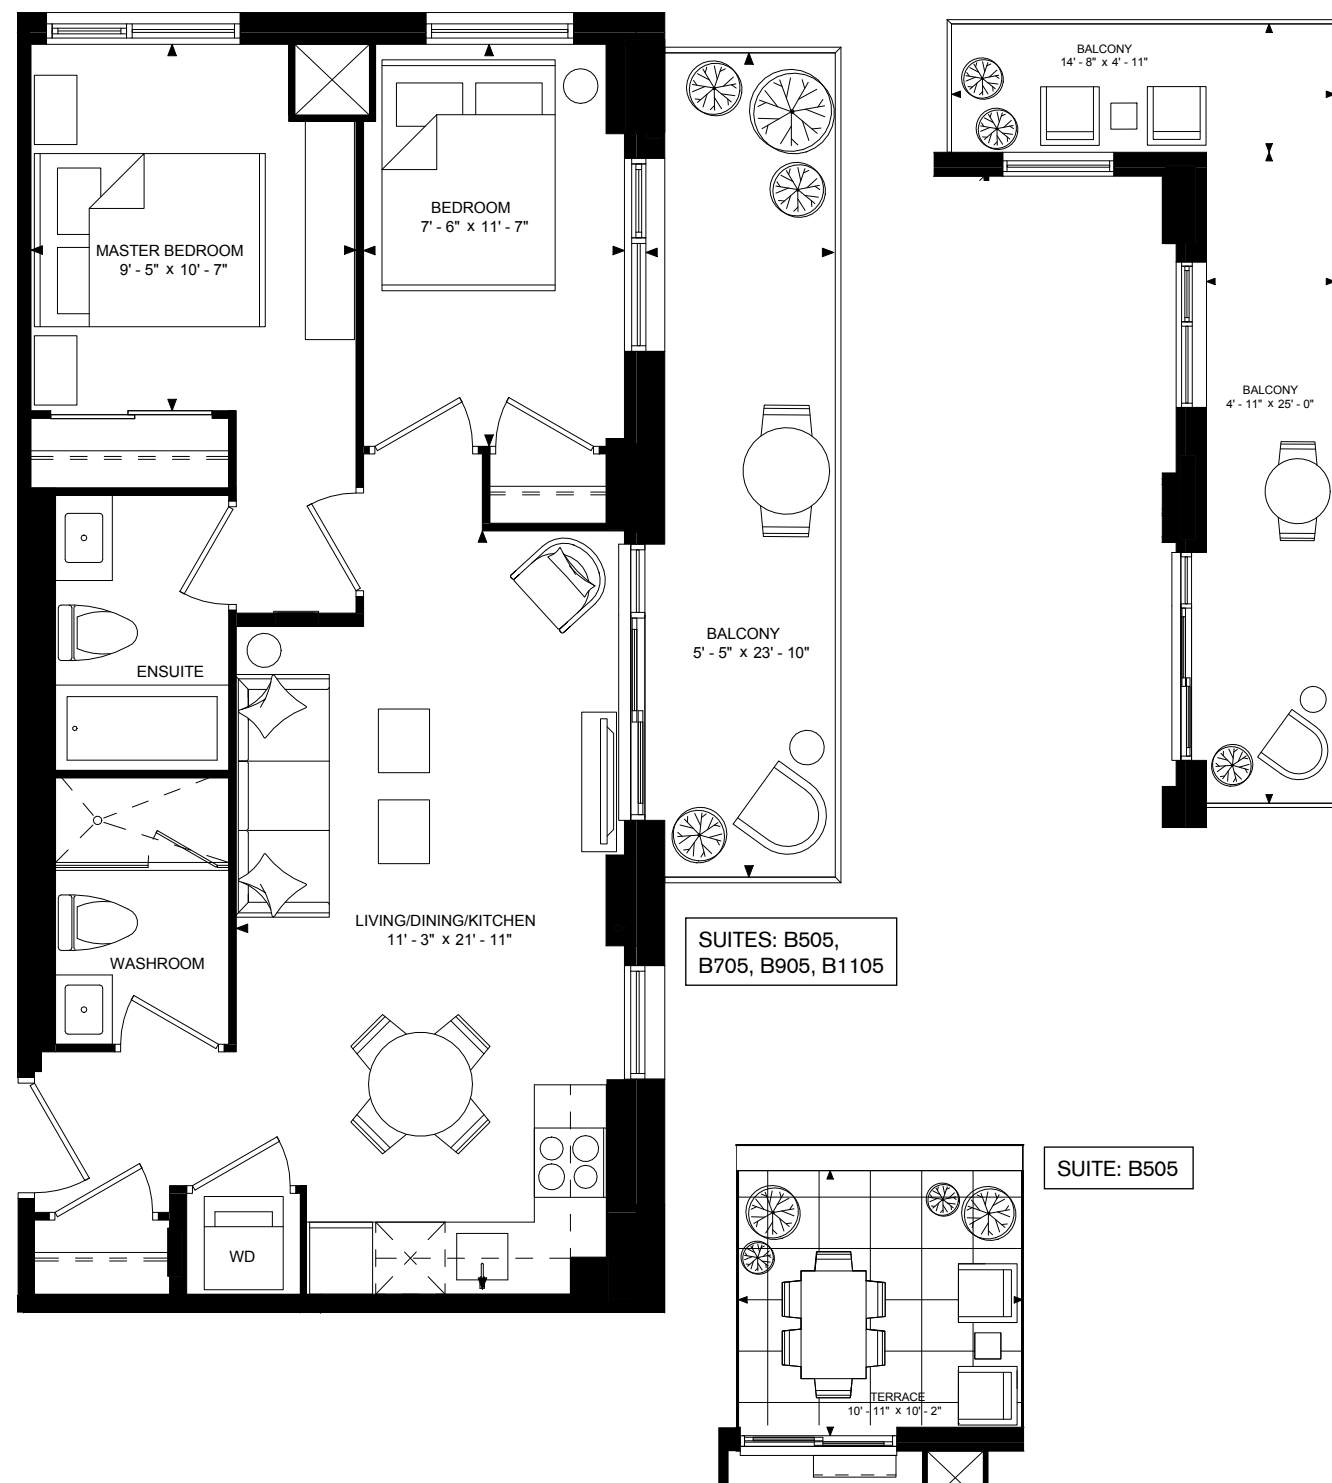 BALCONY
14' - 8" x 4' - 11"
BEDROOM
7' - 6" x 11' - 7"
MASTER BEDROOM
9' - 5" x 10' - 7"
BALCONY
4' - 11" x 25' - 0"
BALCONY
5' - 5" x 23' - 10"
ENSUITE
LIVING/DINING/KITCHEN
11' - 3" x 21' - 11"
SUITES: B505,
B705, B905, B1105
WASHROOM
SUITE: B505
WD
TERRACE
10' - 11" x 10' - 2"